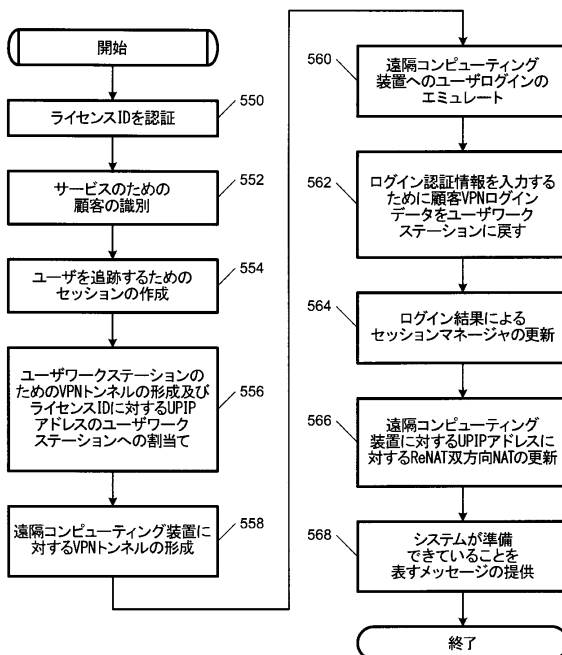 開始
550
ライセンスIDを認証
552
サービスのための
顧客の識別
554
ユーザを追跡するための
セッションの作成
556
ユーザワークステーションの
ためのVPNトンネルの形成及び
ライセンスIDに対するUPIP
アドレスのユーザワーク
ステーションへの割当て
558
遠隔コンピューティング装置に
対するVPNトンネルの形成
560
遠隔コンピューティング
装置へのユーザログインの
エミュレート
562
ログイン認証情報を入力する
ために顧客VPNログイン
データをユーザワーク
ステーションに戻す
564
ログイン結果による
セッションマネージャの更新
566
遠隔コンピューティング
装置に対するUPIPアドレスに
対するReNAT双方向NATの更新
568
システムが準備
できていることを
表すメッセージの提供
終了